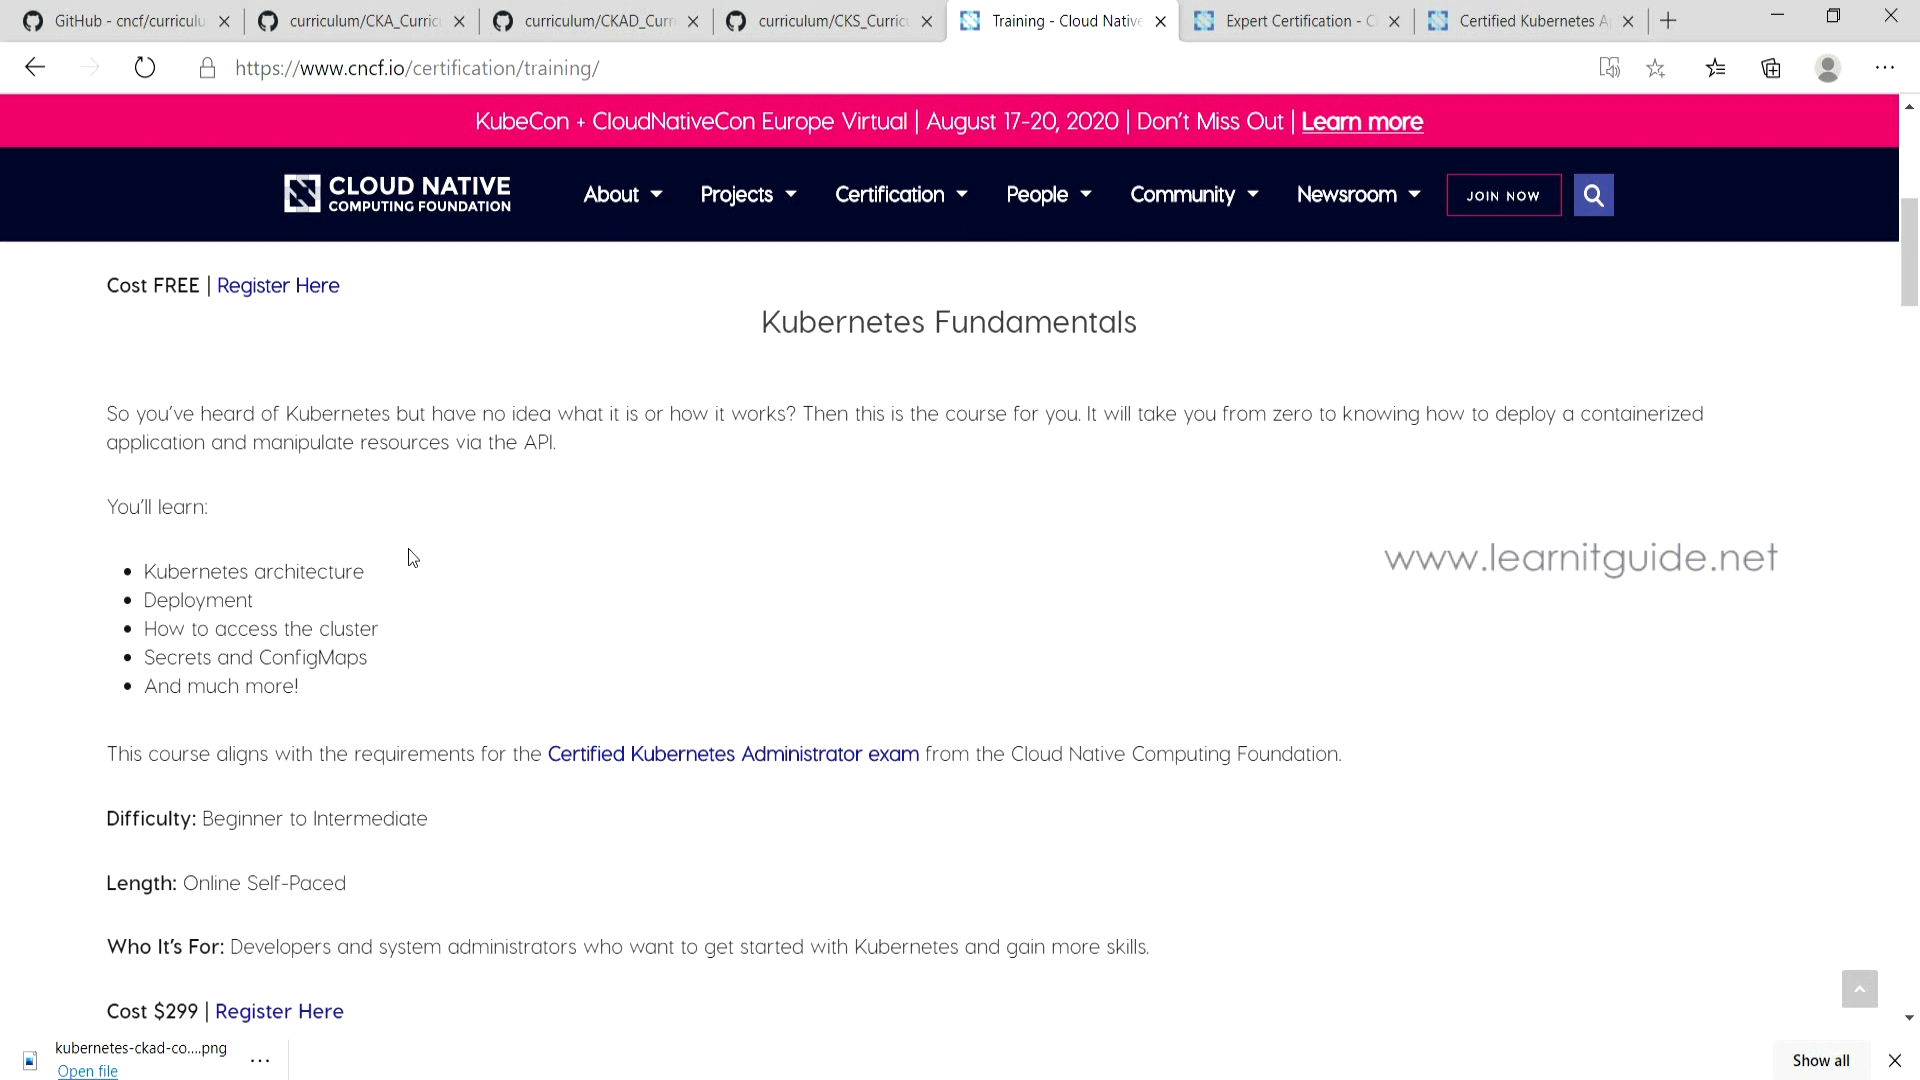 GitHub - cncf/curricul
curriculum/CKA_Curric
curriculum/CKAD_Curr
curriculum/CKS_Curric
Training - Cloud Native
Expert Certification - C
Certified Kubernetes A
https://www.cncf.io/certification/training/
KubeCon + CloudNativeCon Europe Virtual | August 17-20, 2020 | Don't Miss Out | Learn more
CLOUD NATIVE
COMPUTING FOUNDATION
About
Projects
Certification
People
Community
Newsroom
JOIN NOW
Cost FREE | Register Here
Kubernetes Fundamentals
So you've heard of Kubernetes but have no idea what it is or how it works? Then this is the course for you. It will take you from zero to knowing how to deploy a containerized
application and manipulate resources via the API.
You'll learn:
www.learnitguide.net
• Kubernetes architecture
• Deployment
• How to access the cluster
• Secrets and ConfigMaps
• And much more!
This course aligns with the requirements for the Certified Kubernetes Administrator exam from the Cloud Native Computing Foundation.
Difficulty: Beginner to Intermediate
Length: Online Self-Paced
Who It's For: Developers and system administrators who want to get started with Kubernetes and gain more skills.
Cost $299 | Register Here
kubernetes-ckad-co....png
Open file
Show all